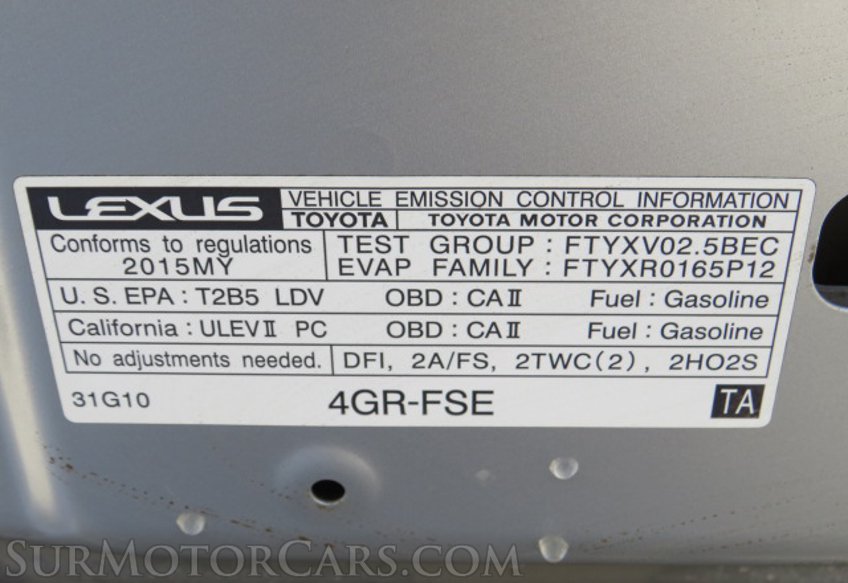 LEXUS
VEHICLE EMISSION CONTROL INFORMATION
TOYOTA TOYOTA MOTOR CORPORATION
Conforms to regulations
2015MY
TEST GROUP : FTYXV02.5BEC
EVAP FAMILY : FTYXR0165P12
U.S.EPA : T2B5 LDV OBD : CAⅡ Fuel : Gasoline
California : ULEVⅡ PC OBD : CAⅡ Fuel : Gasoline
No adjustments needed. DFI, 2A/FS, 2TWC(2), 2HO2S
31G10 4GR-FSE TA
SurMotorCars.com